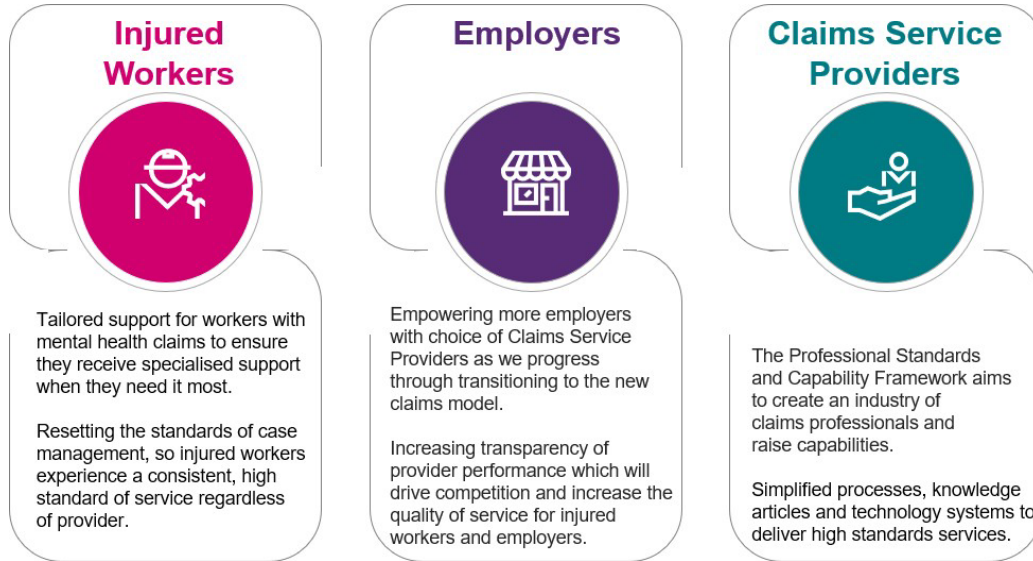 Injured
Workers
Tailored support for workers with
mental health claims to ensure
they receive specialised support
when they need it most.
Resetting the standards of case
management, so injured workers
experience a consistent, high
standard of service regardless
of provider.
Employers
Empowering more employers
with choice of Claims Service
Providers as we progress
through transitioning to the new
claims model.
Increasing transparency of
provider performance which will
drive competition and increase the
quality of service for injured
workers and employers.
Claims Service
Providers
The Professional Standards
and Capability Framework aims
to create an industry of
claims professionals and
raise capabilities.
Simplified processes, knowledge
articles and technology systems to
deliver high standards services.